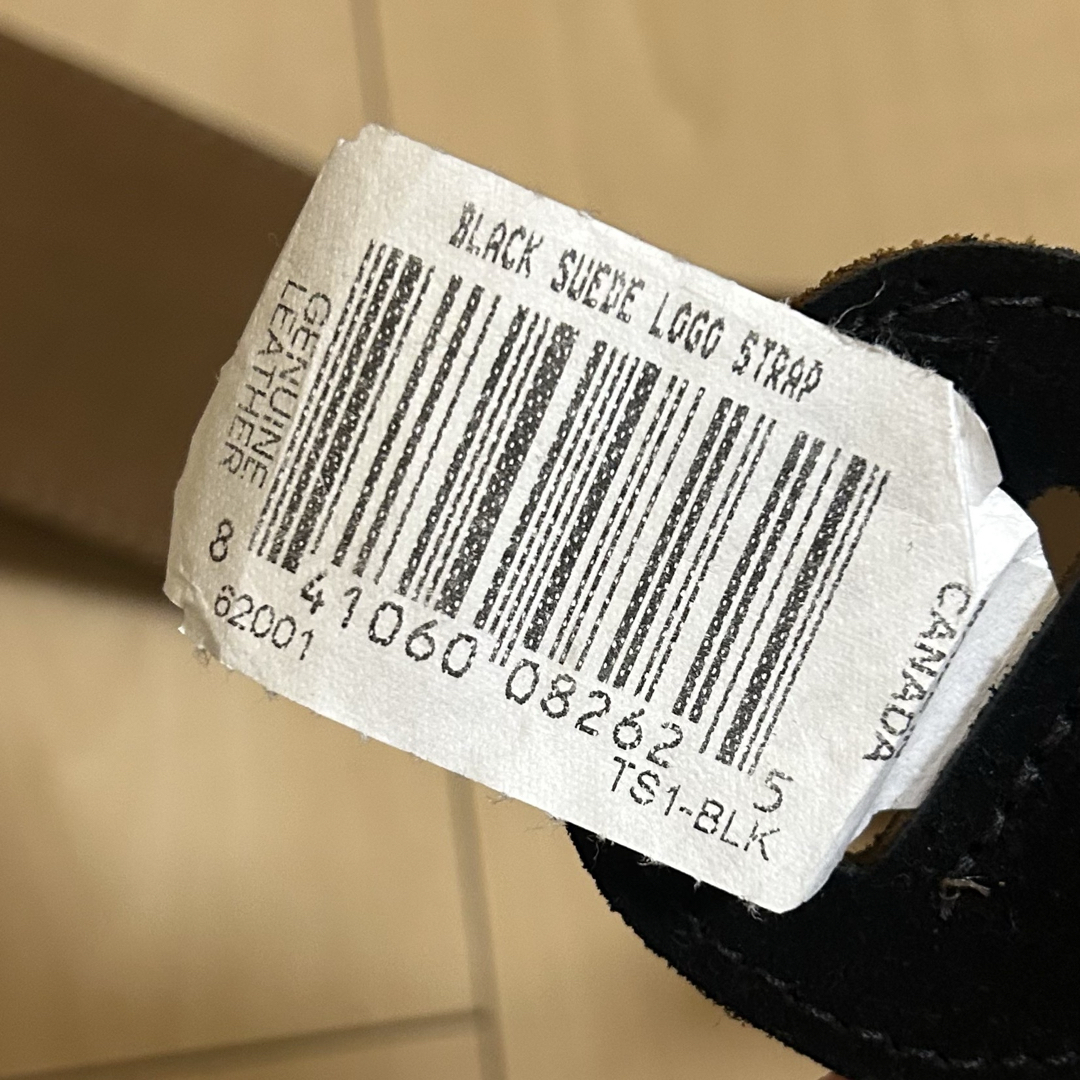 BLACK SUEDE LOGO STRAP
GENUINE
LEATHER
8 41060 08262 5
62001
TS1-BLK
CANADA